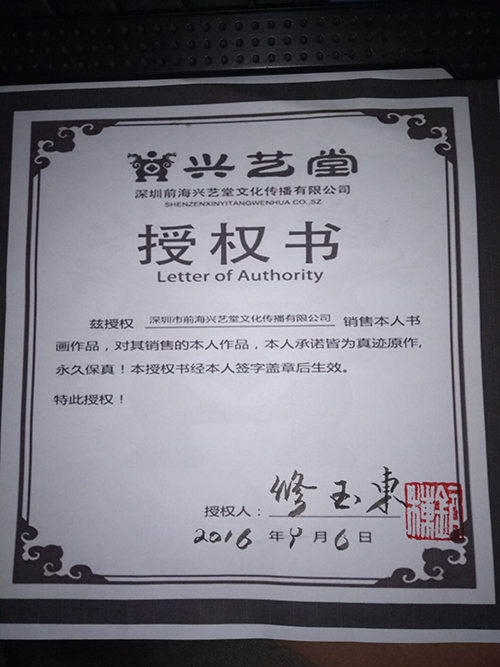 兴艺堂
深圳前海兴艺堂文化传播有限公司
SHENZENXINYITANGWENHUA CO.,SZ
授权书
Letter of Authority
兹授权 深圳市前海兴艺堂文化传播有限公司 销售本人书
画作品，对其销售的本人作品，本人承诺皆为真迹原作,
永久保真！本授权书经本人签字盖章后生效。
特此授权！
授权人：修玉東
2016 年 9 月 6 日